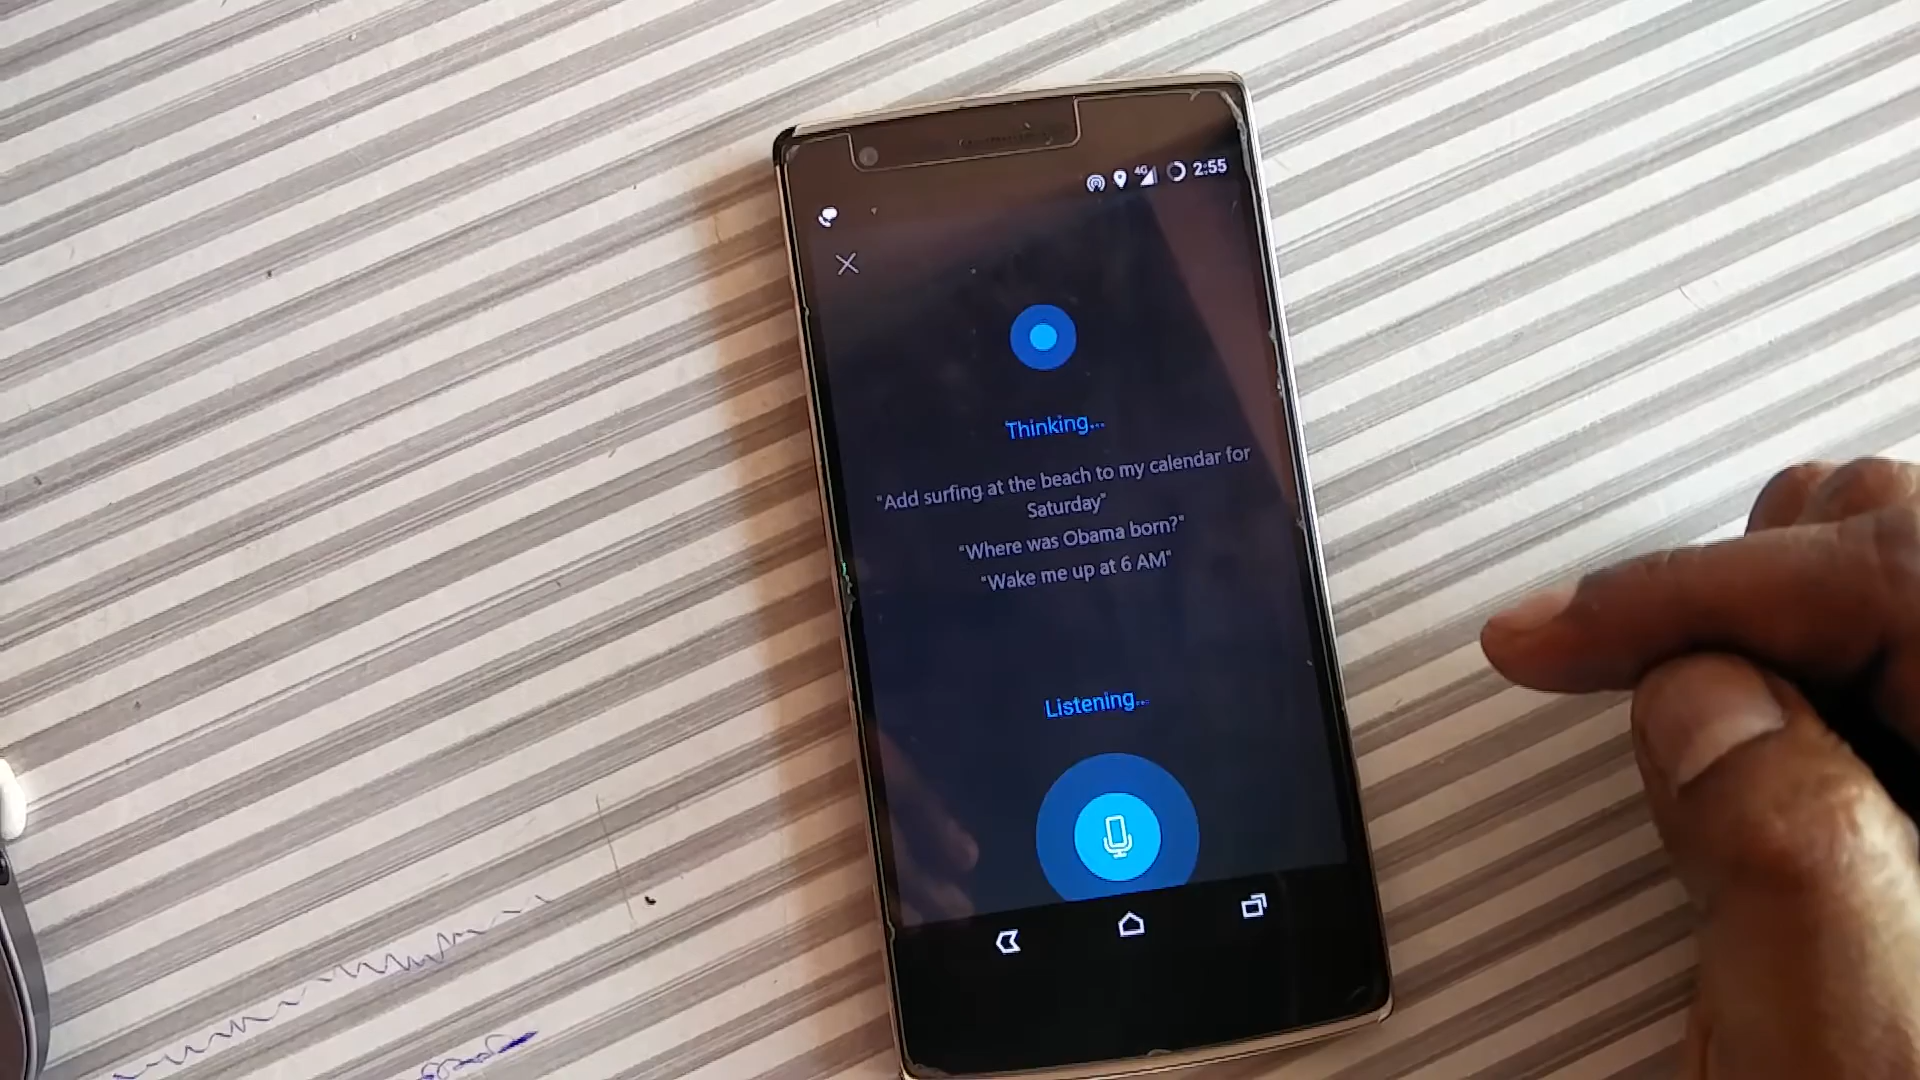 4G 2:55
Thinking...
"Add surfing at the beach to my calendar for
Saturday"
"Where was Obama born?"
"Wake me up at 6 AM"
Listening...